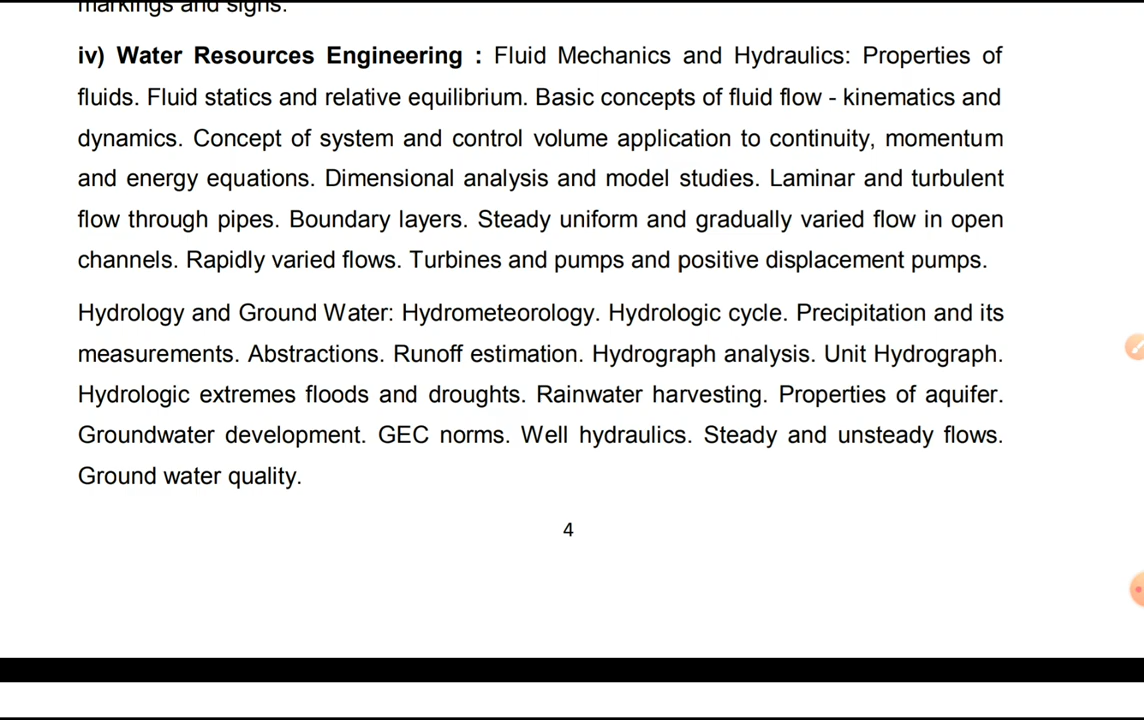 markings and signs.
iv) Water Resources Engineering : Fluid Mechanics and Hydraulics: Properties of
fluids. Fluid statics and relative equilibrium. Basic concepts of fluid flow - kinematics and
dynamics. Concept of system and control volume application to continuity, momentum
and energy equations. Dimensional analysis and model studies. Laminar and turbulent
flow through pipes. Boundary layers. Steady uniform and gradually varied flow in open
channels. Rapidly varied flows. Turbines and pumps and positive displacement pumps.
Hydrology and Ground Water: Hydrometeorology. Hydrologic cycle. Precipitation and its
measurements. Abstractions. Runoff estimation. Hydrograph analysis. Unit Hydrograph.
Hydrologic extremes floods and droughts. Rainwater harvesting. Properties of aquifer.
Groundwater development. GEC norms. Well hydraulics. Steady and unsteady flows.
Ground water quality.
4